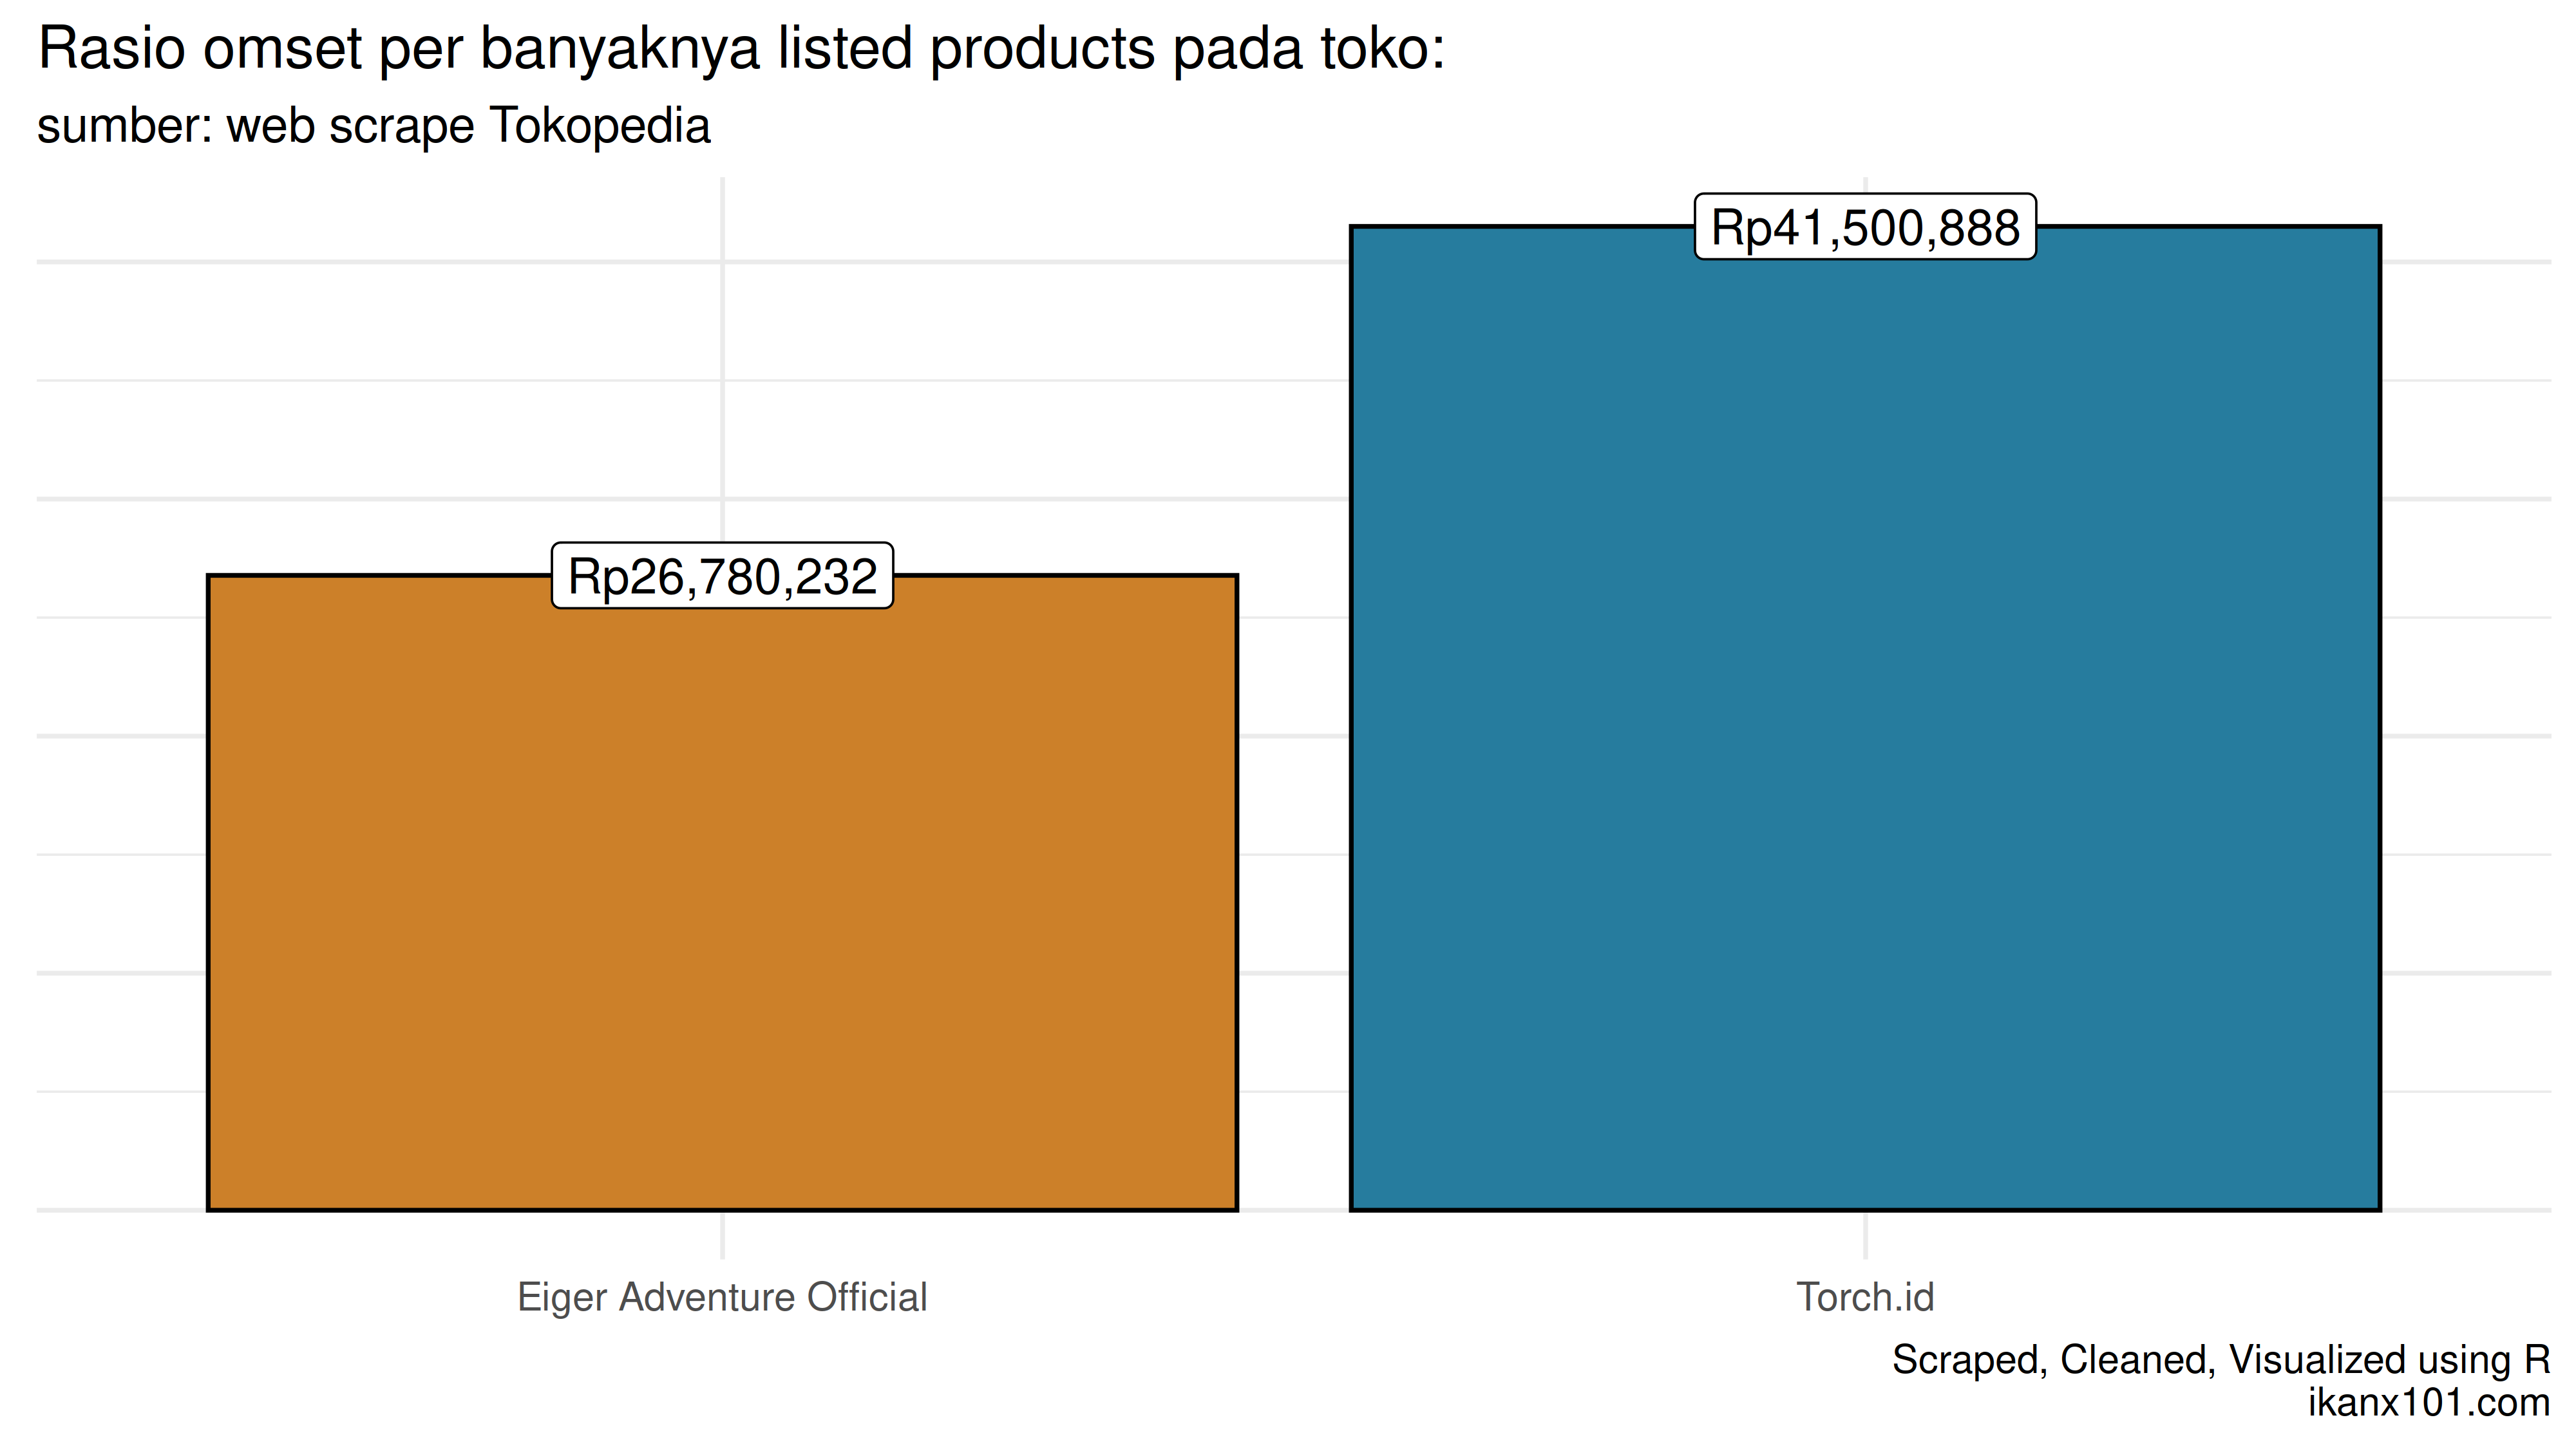 Rasio omset per banyaknya listed products pada toko:
sumber: web scrape Tokopedia
Rp41,500,888
Rp26,780,232
Eiger Adventure Official
Torch.id
Scraped, Cleaned, Visualized using R
ikanx101.com